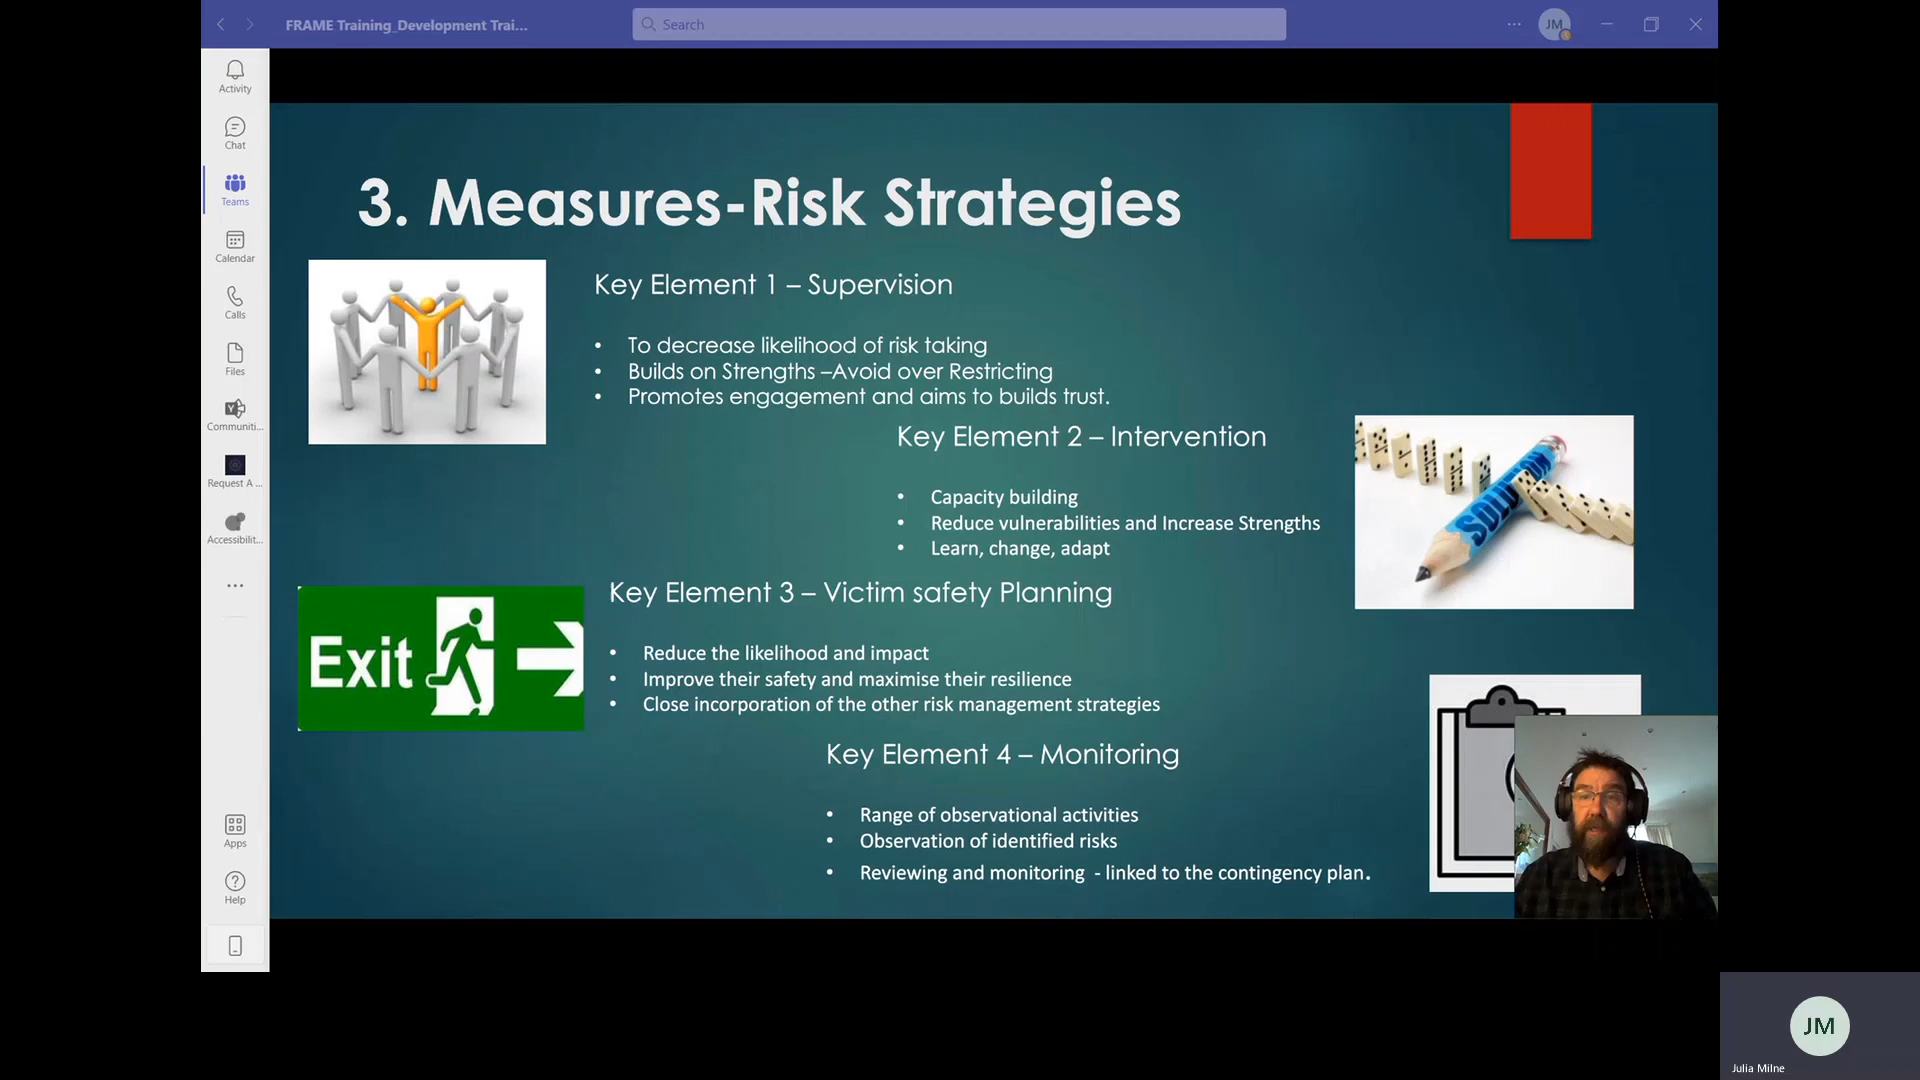 FRAME Training_Development Trai...
Search
JM
Activity
Chat
Teams
Calendar
Calls
Files
Communiti...
Request A ...
Accessibilit...
Apps
Help
3. Measures-Risk Strategies
Key Element 1 – Supervision
• To decrease likelihood of risk taking
• Builds on Strengths –Avoid over Restricting
• Promotes engagement and aims to builds trust.
Key Element 2 – Intervention
• Capacity building
• Reduce vulnerabilities and Increase Strengths
• Learn, change, adapt
Exit
Key Element 3 – Victim safety Planning
• Reduce the likelihood and impact
• Improve their safety and maximise their resilience
• Close incorporation of the other risk management strategies
Key Element 4 – Monitoring
• Range of observational activities
• Observation of identified risks
• Reviewing and monitoring - linked to the contingency plan.
JM
Julia Milne